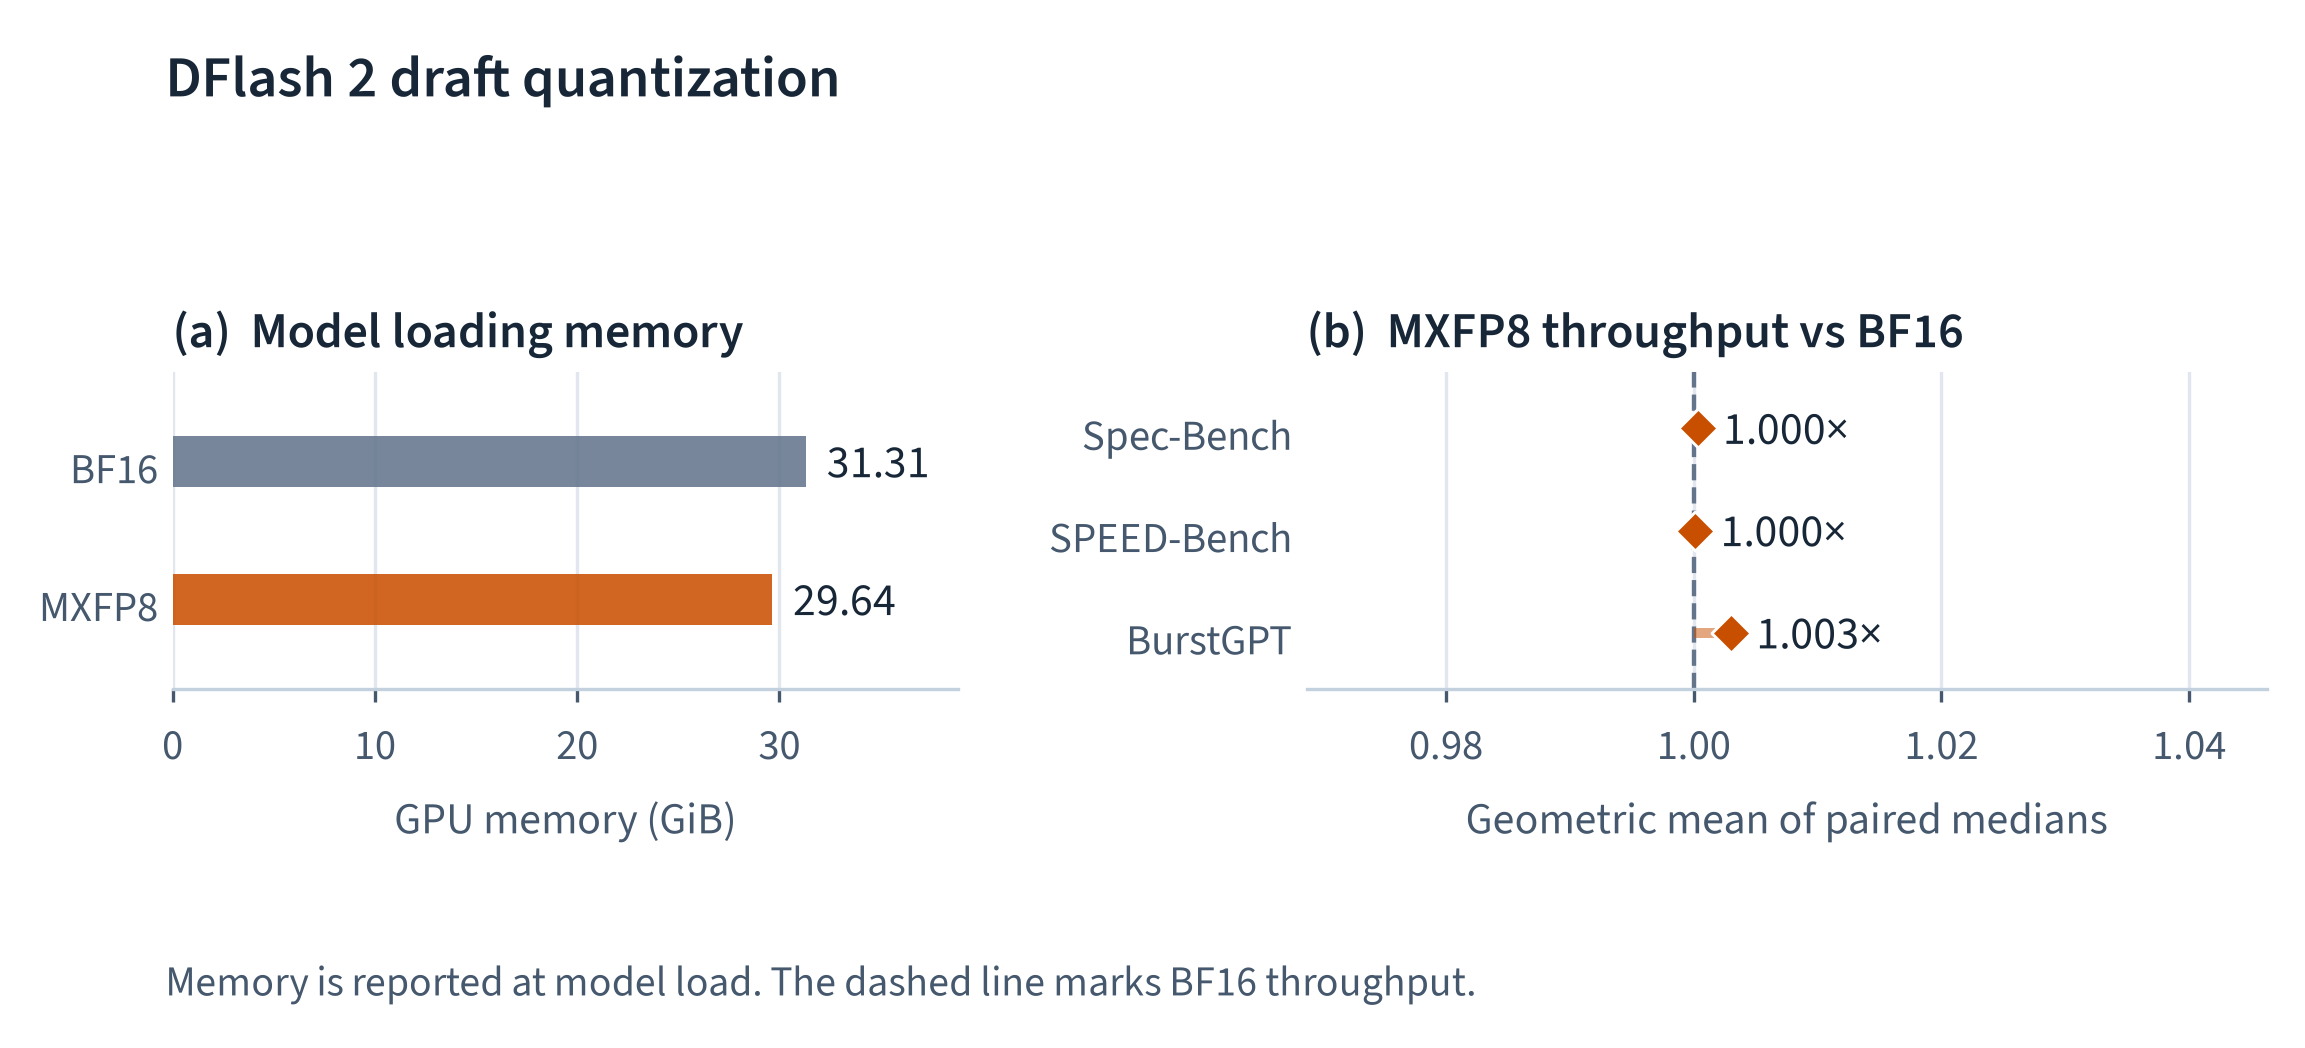 DFlash 2 draft quantization
(a) Model loading memory
BF16
31.31
MXFP8
29.64
0 10 20 30
GPU memory (GiB)
(b) MXFP8 throughput vs BF16
Spec-Bench
1.000×
SPEED-Bench
1.000×
BurstGPT
1.003×
0.98 1.00 1.02 1.04
Geometric mean of paired medians
Memory is reported at model load. The dashed line marks BF16 throughput.